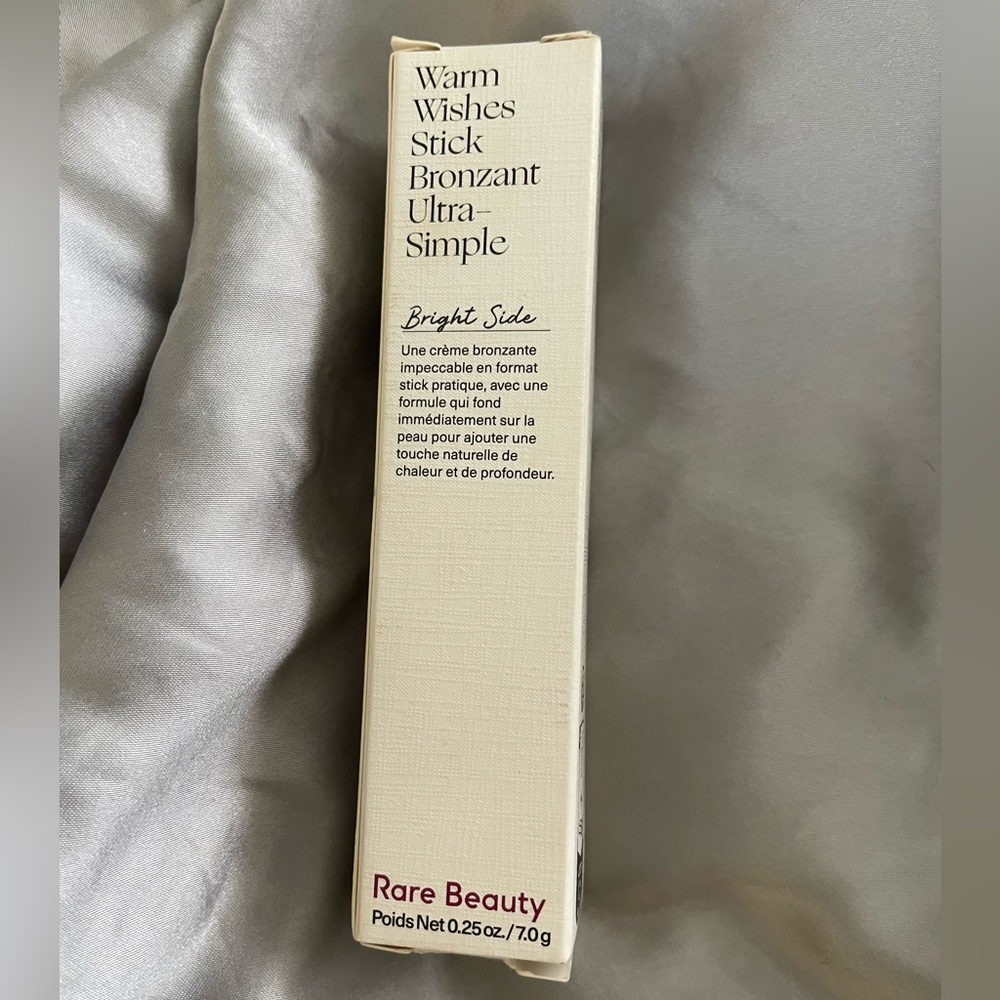 Warm
Wishes
Stick
Bronzant
Ultra-
Simple
Bright Side
Une crème bronzante
impeccable en format
stick pratique, avec une
formule qui fond
immédiatement sur la
peau pour ajouter une
touche naturelle de
chaleur et de profondeur.
Rare Beauty
Poids Net 0.25 oz. / 7.0 g